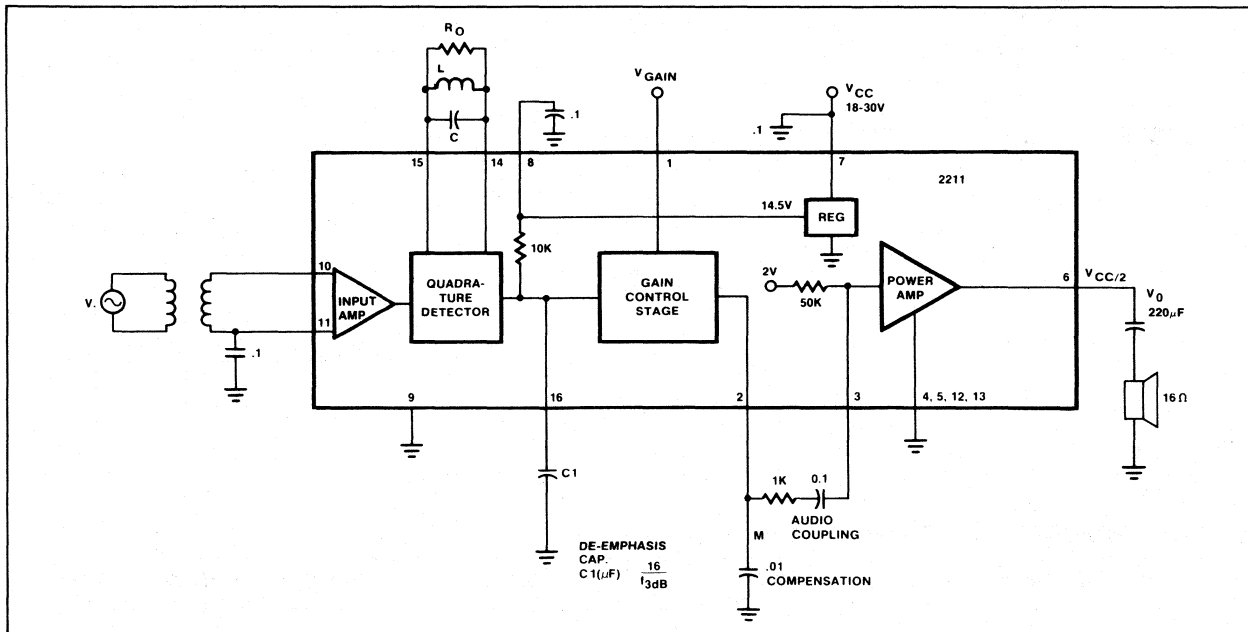 R O
L
C
.1
V GAIN
V CC
18-30V
.1
15
14
8
1
7
2211
14.5V
REG
10K
10
11
V.
INPUT
AMP
QUADRA-
TURE
DETECTOR
GAIN
CONTROL
STAGE
2V
50K
POWER
AMP
6
V CC/2
V O
220μF
16 Ω
.1
9
16
2
3
4, 5, 12, 13
C1
1K
0.1
AUDIO
COUPLING
M
.01
COMPENSATION
DE-EMPHASIS
CAP.
C1(μF) 16
f3dB